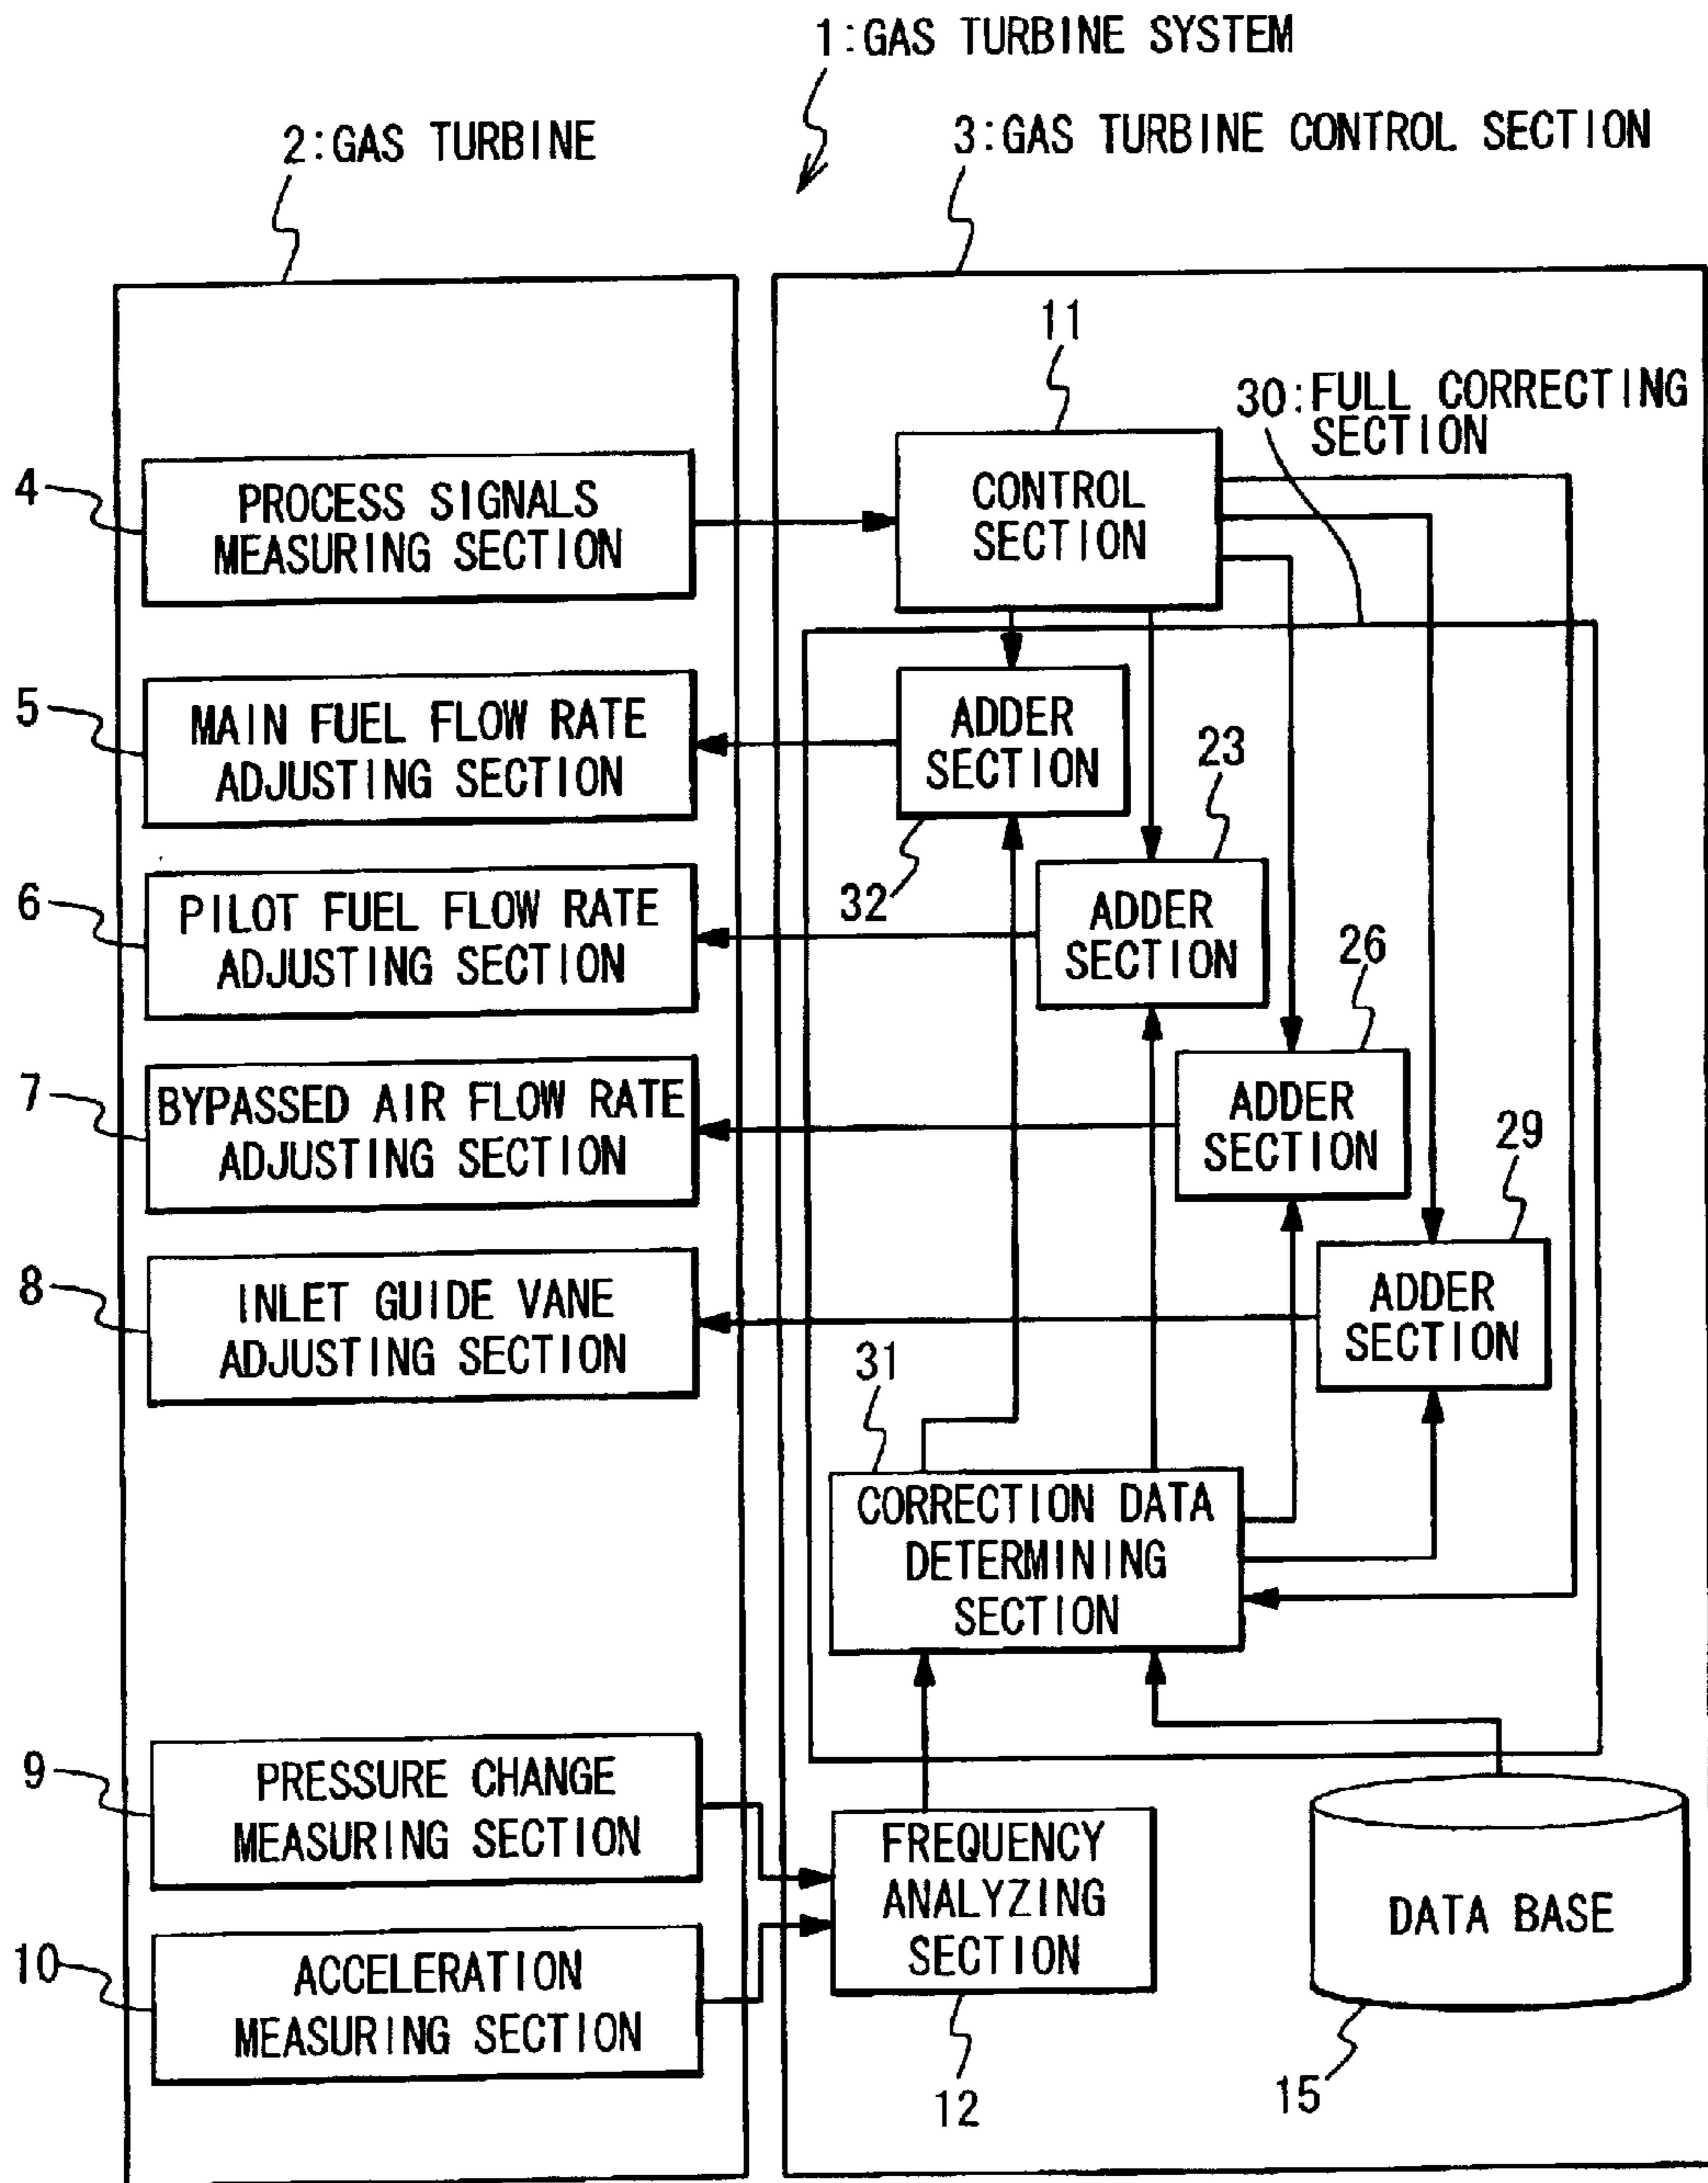 1:GAS TURBINE SYSTEM
2:GAS TURBINE
3:GAS TURBINE CONTROL SECTION
11
30:FULL CORRECTING
SECTION
4
PROCESS SIGNALS
MEASURING SECTION
CONTROL
SECTION
5
MAIN FUEL FLOW RATE
ADJUSTING SECTION
ADDER
SECTION
32
23
6
PILOT FUEL FLOW RATE
ADJUSTING SECTION
ADDER
SECTION
26
7
BYPASSED AIR FLOW RATE
ADJUSTING SECTION
ADDER
SECTION
29
8
INLET GUIDE VANE
ADJUSTING SECTION
ADDER
SECTION
31
CORRECTION DATA
DETERMINING
SECTION
9
PRESSURE CHANGE
MEASURING SECTION
FREQUENCY
ANALYZING
SECTION
12
DATA BASE
15
10
ACCELERATION
MEASURING SECTION